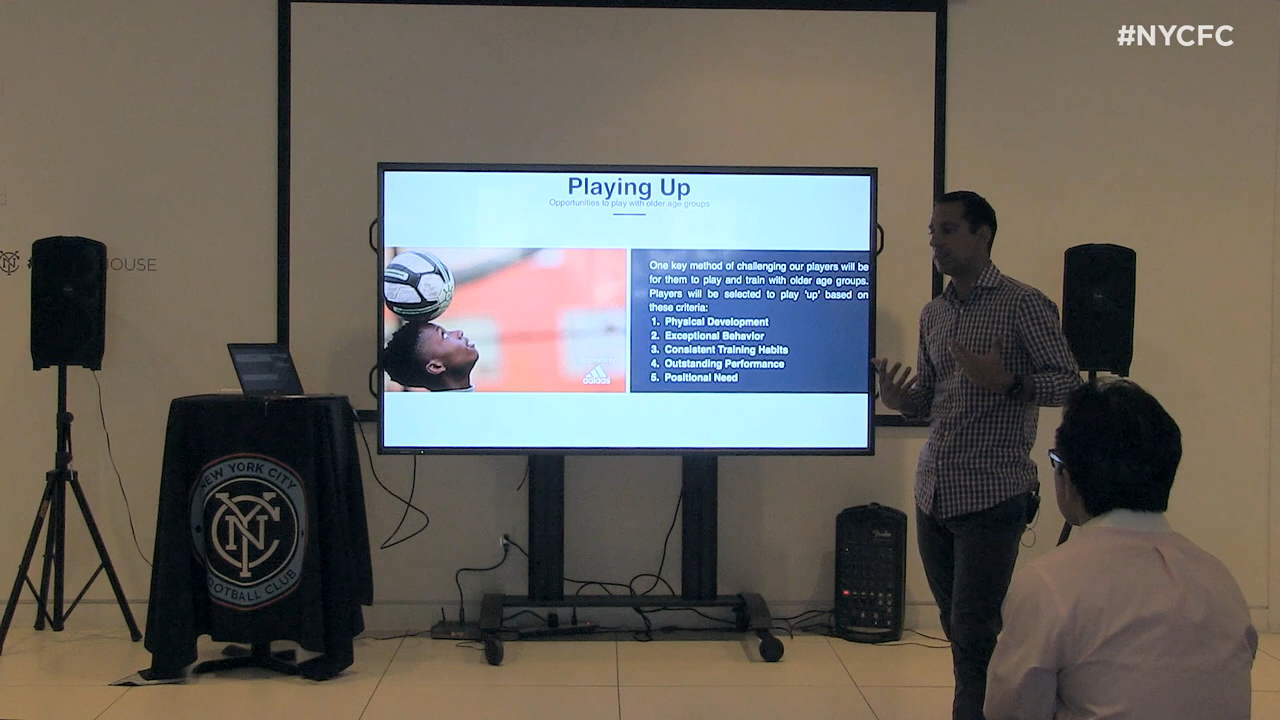 #NYCFC
Playing Up
Opportunities to play with older age groups
One key method of challenging our players will be
for them to play and train with older age groups.
Players will be selected to play 'up' based on
these criteria:
1. Physical Development
2. Exceptional Behavior
3. Consistent Training Habits
4. Outstanding Performance
5. Positional Need
adidas
OUSE
NEW YORK CITY
NYC
FOOTBALL CLUB
Fender